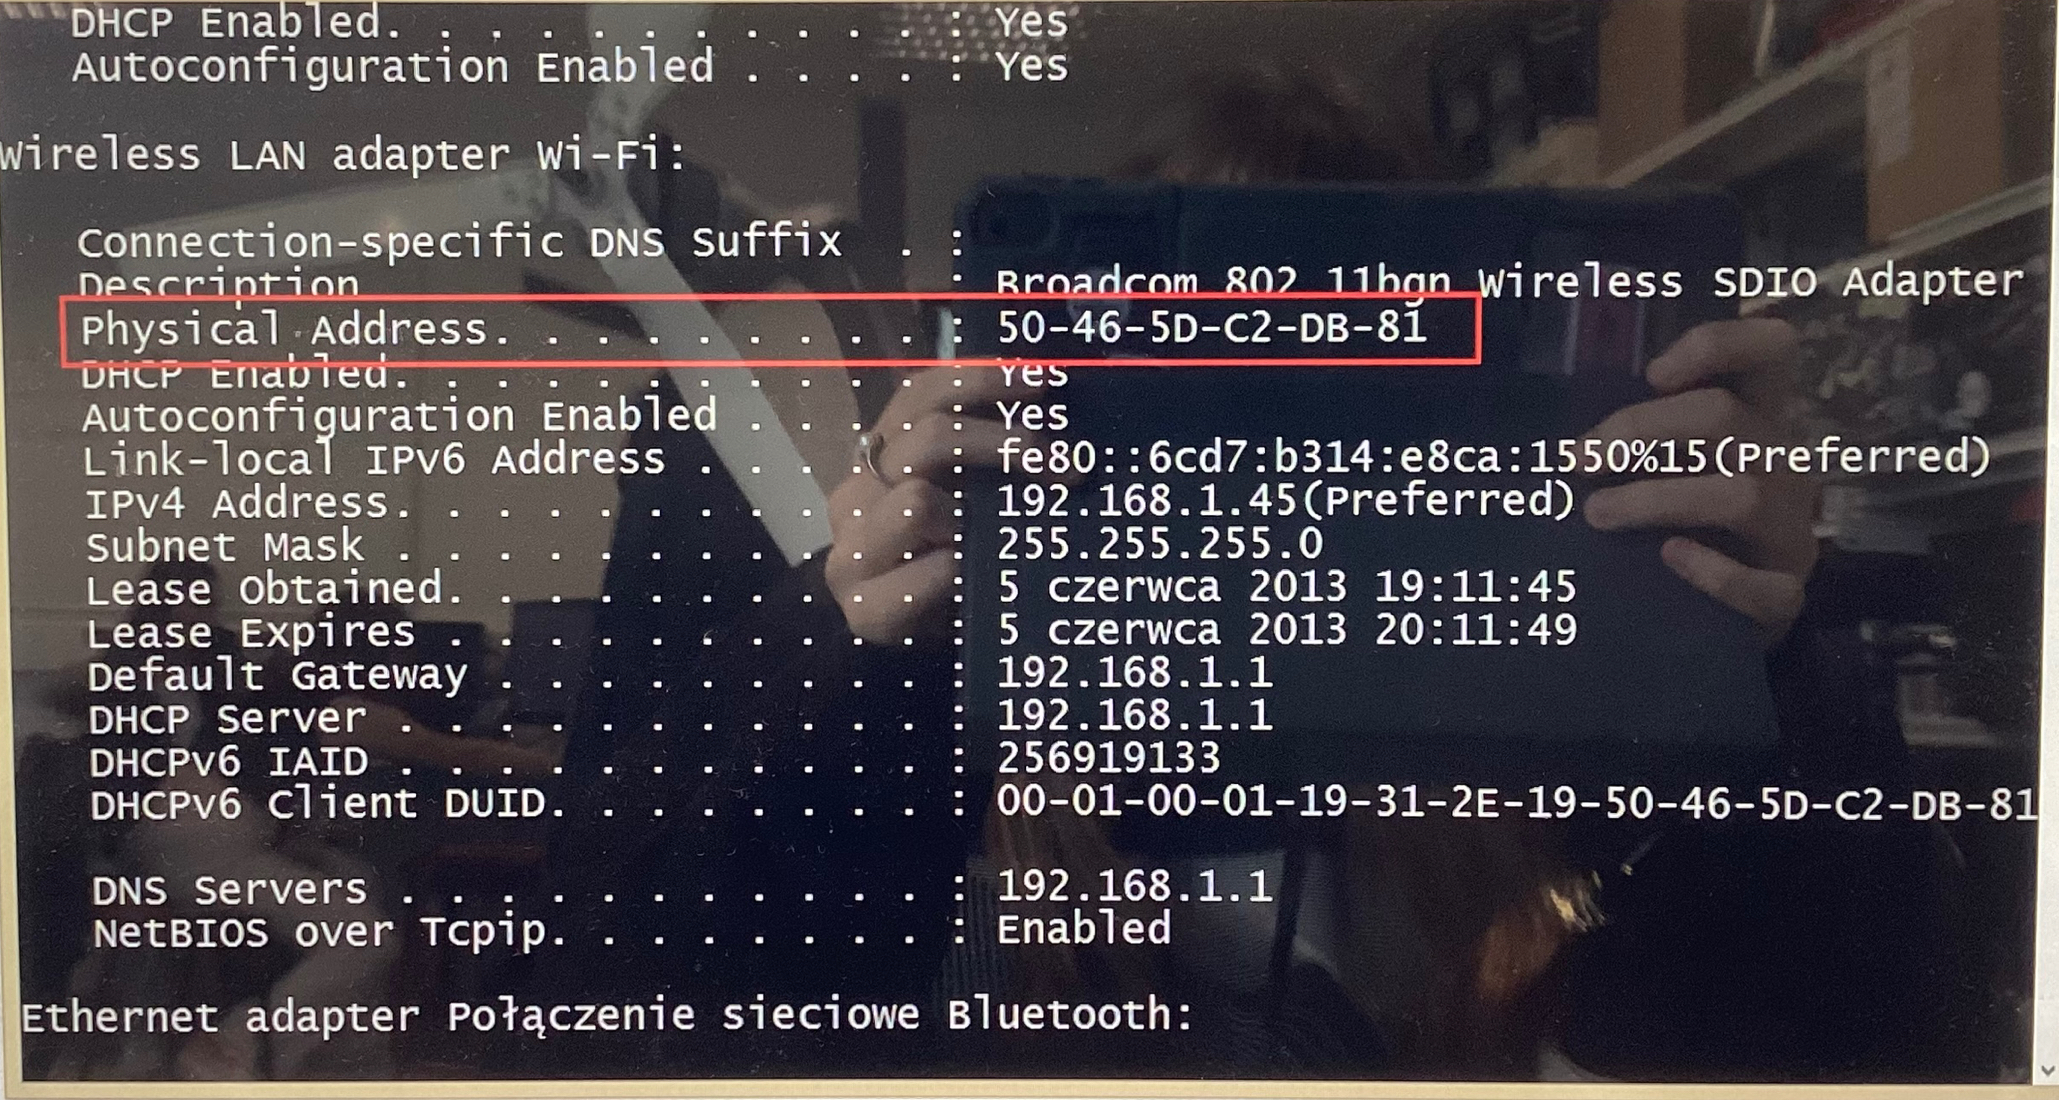 DHCP Enabled. . . . . . . . . . . : Yes
Autoconfiguration Enabled . . . . : Yes
Wireless LAN adapter Wi-Fi:
Connection-specific DNS Suffix  . :
Description : Broadcom 802 11bgn Wireless SDIO Adapter
Physical Address. . . . . . . . . : 50-46-5D-C2-DB-81
DHCP Enabled. . . . . . . . . . . : Yes
Autoconfiguration Enabled . . . . : Yes
Link-local IPv6 Address . . . . . : fe80::6cd7:b314:e8ca:1550%15(Preferred)
IPv4 Address. . . . . . . . . . . : 192.168.1.45(Preferred)
Subnet Mask . . . . . . . . . . . : 255.255.255.0
Lease Obtained. . . . . . . . . . : 5 czerwca 2013 19:11:45
Lease Expires . . . . . . . . . . : 5 czerwca 2013 20:11:49
Default Gateway . . . . . . . . . : 192.168.1.1
DHCP Server . . . . . . . . . . . : 192.168.1.1
DHCPv6 IAID . . . . . . . . . . . : 256919133
DHCPv6 Client DUID. . . . . . . . : 00-01-00-01-19-31-2E-19-50-46-5D-C2-DB-81
DNS Servers . . . . . . . . . . . : 192.168.1.1
NetBIOS over Tcpip. . . . . . . . : Enabled
Ethernet adapter Połączenie sieciowe Bluetooth: